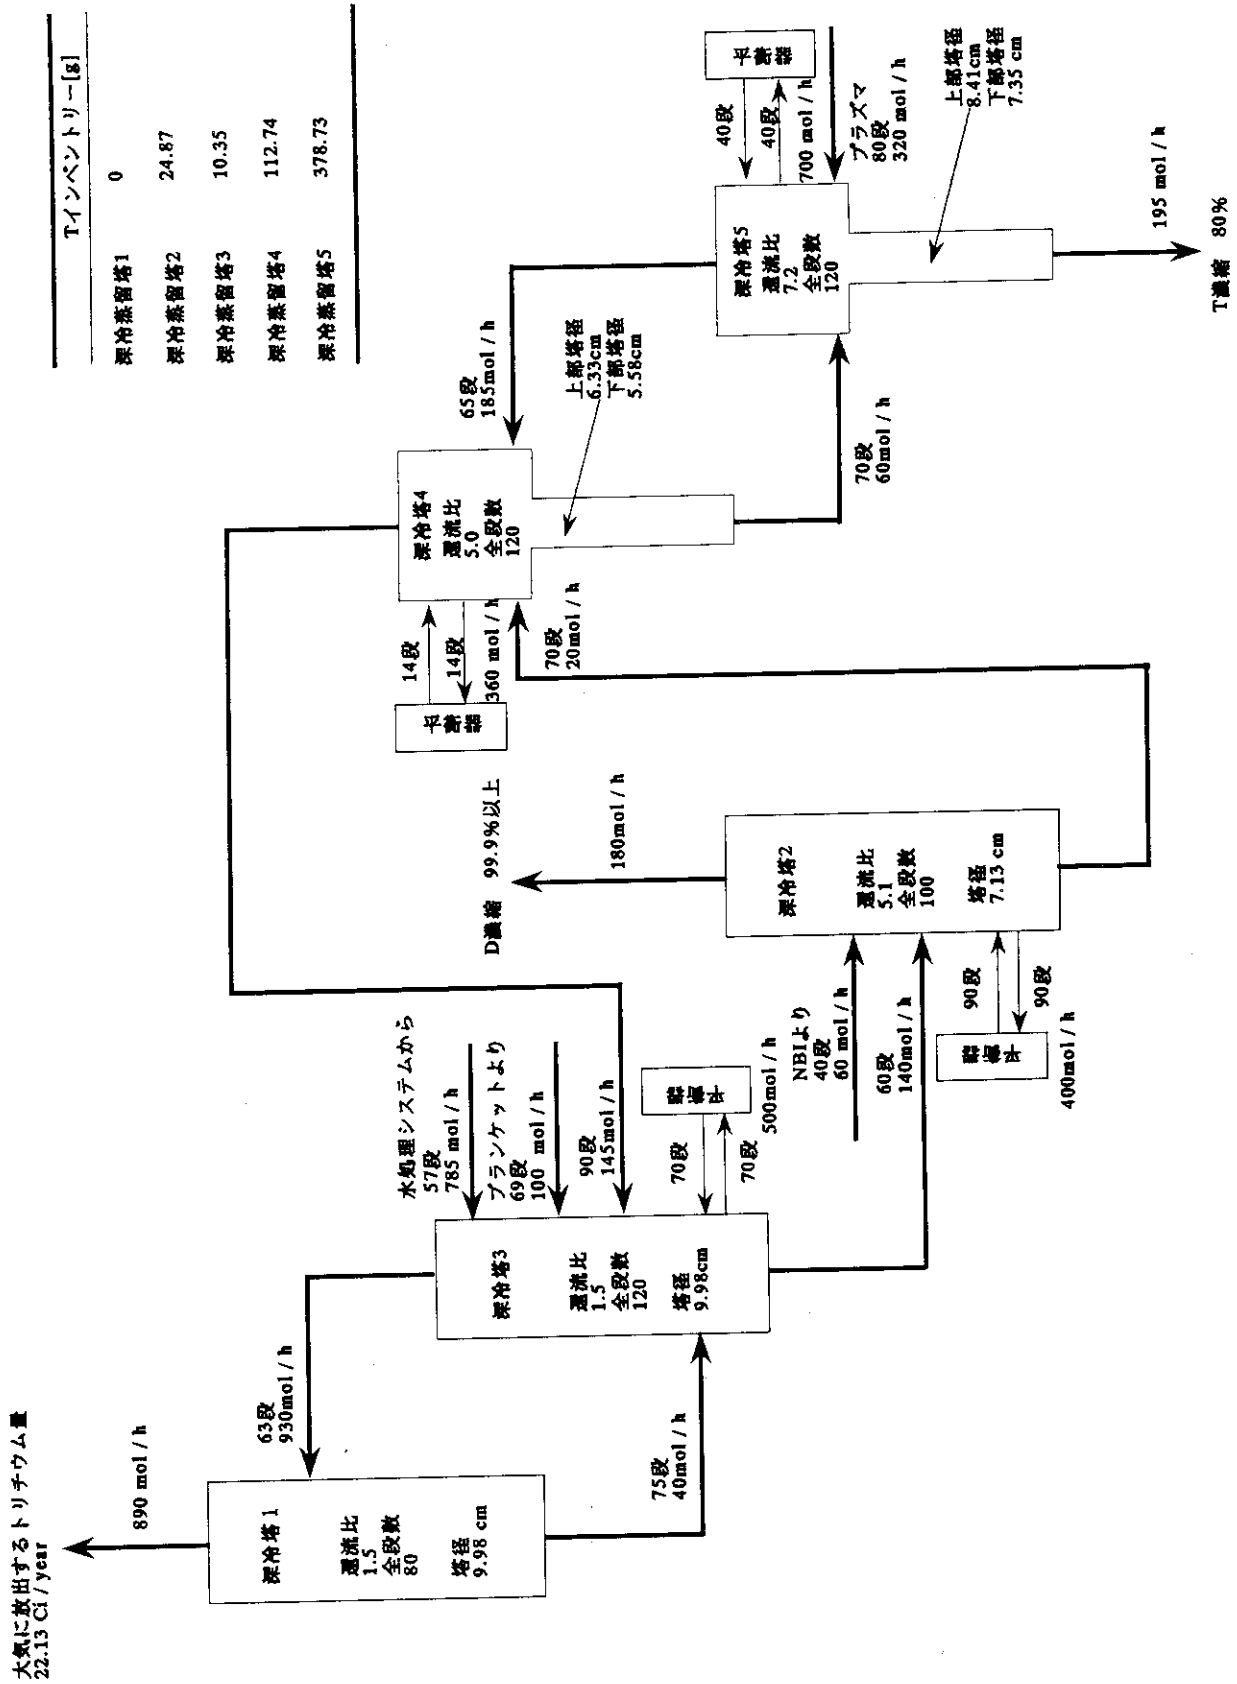 大気に放出するトリチウム量
22.13 Ci / year
890 mol / h
深冷塔1
還流比
1.5
全段数
80
塔径
9.98 cm
63段
930mol / h
75段
40mol / h
水処理システムから
57段
785 mol / h
ブランケットより
69段
100 mol / h
90段
145mol / h
深冷塔3
還流比
1.5
全段数
120
塔径
9.98cm
70段
70段
平衡器
500mol / h
D濃縮 99.9%以上
180mol / h
NBIより
40段
60 mol / h
60段
140mol / h
深冷塔2
還流比
5.1
全段数
100
塔径
7.13 cm
90段
90段
平衡器
400mol / h
14段
14段
平衡器
360 mol / h
70段
20mol / h
深冷塔4
還流比
5.0
全段数
120
65段
185mol / h
上部塔径
6.33cm
下部塔径
5.58cm
70段
60mol / h
深冷塔5
還流比
7.2
全段数
120
40段
40段
平衡器
700 mol / h
プラズマ
80段
320 mol / h
上部塔径
8.41cm
下部塔径
7.35 cm
195 mol / h
T濃縮 80%
Tインベントリー[g]
深冷蒸留塔1 0
深冷蒸留塔2 24.87
深冷蒸留塔3 10.35
深冷蒸留塔4 112.74
深冷蒸留塔5 378.73